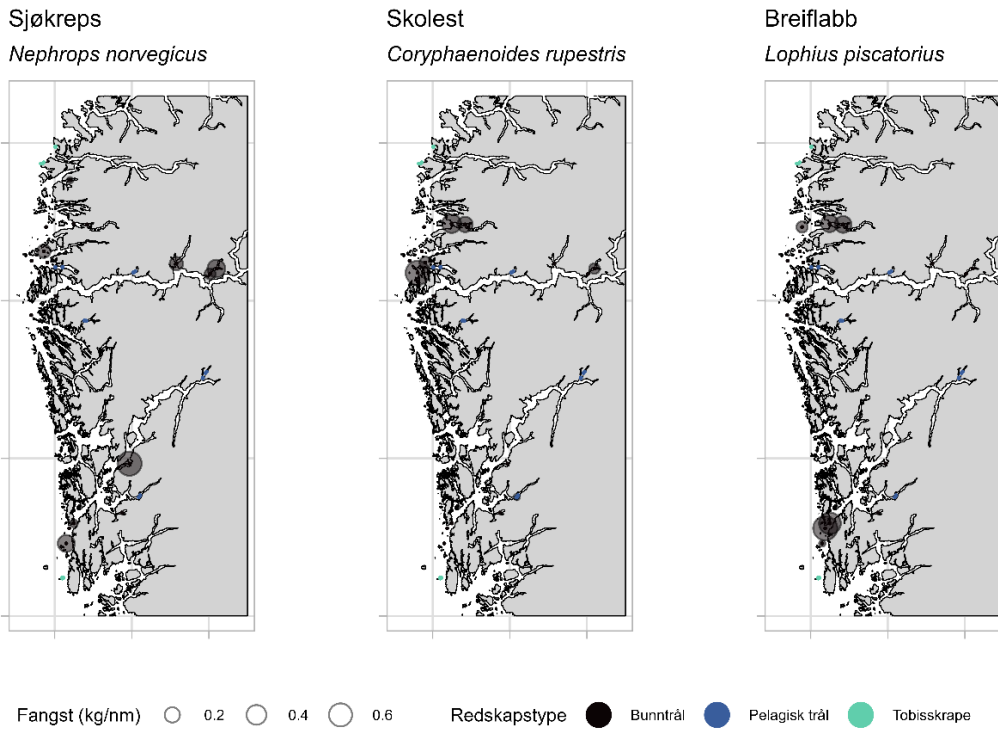 Sjøkreps
Nephrops norvegicus
Skolest
Coryphaenoides rupestris
Breiflabb
Lophius piscatorius
Fangst (kg/nm) 0.2 0.4 0.6 Redskapstype Bunntrål Pelagisk trål Tobisskrape